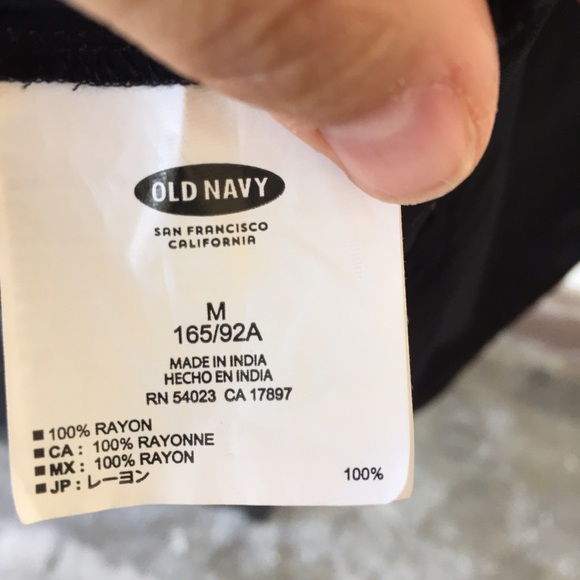 OLD NAVY
SAN FRANCISCO
CALIFORNIA
M
165/92A
MADE IN INDIA
HECHO EN INDIA
RN 54023 CA 17897
■ 100% RAYON
■ CA : 100% RAYONNE
■ MX : 100% RAYON
■ JP : レーヨン 100%